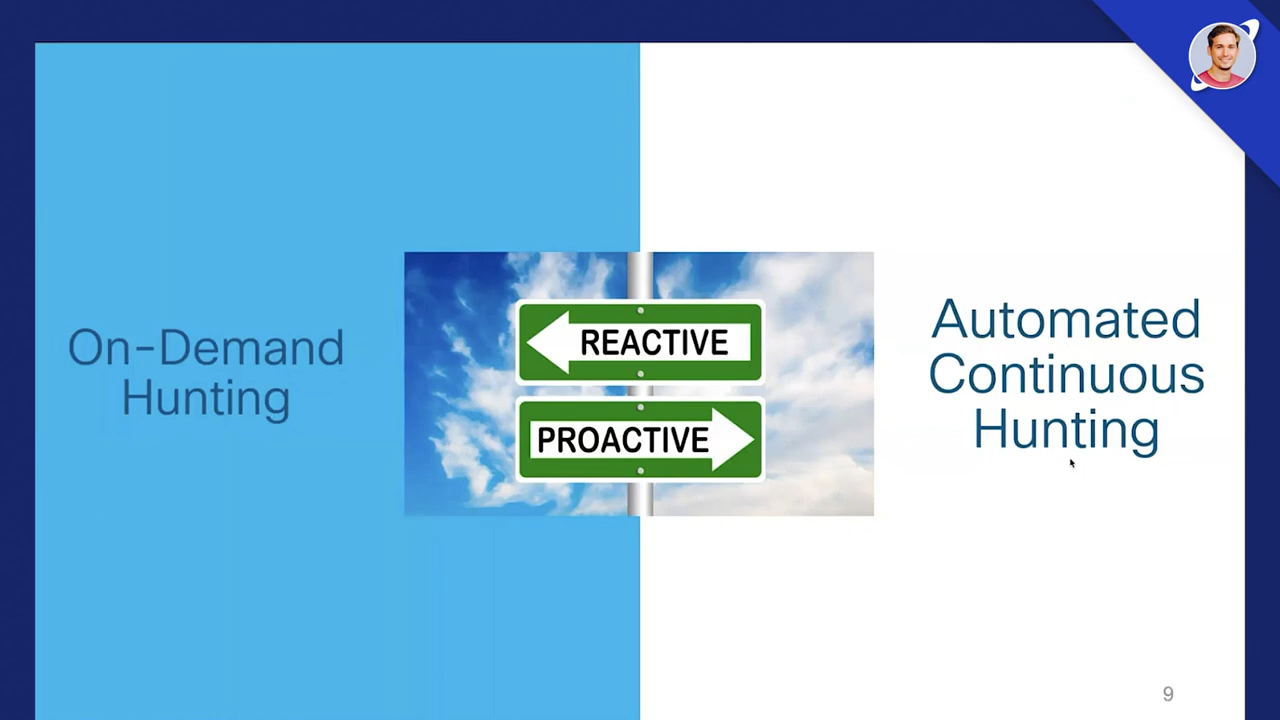 On-Demand
Hunting
REACTIVE
PROACTIVE
Automated
Continuous
Hunting
9